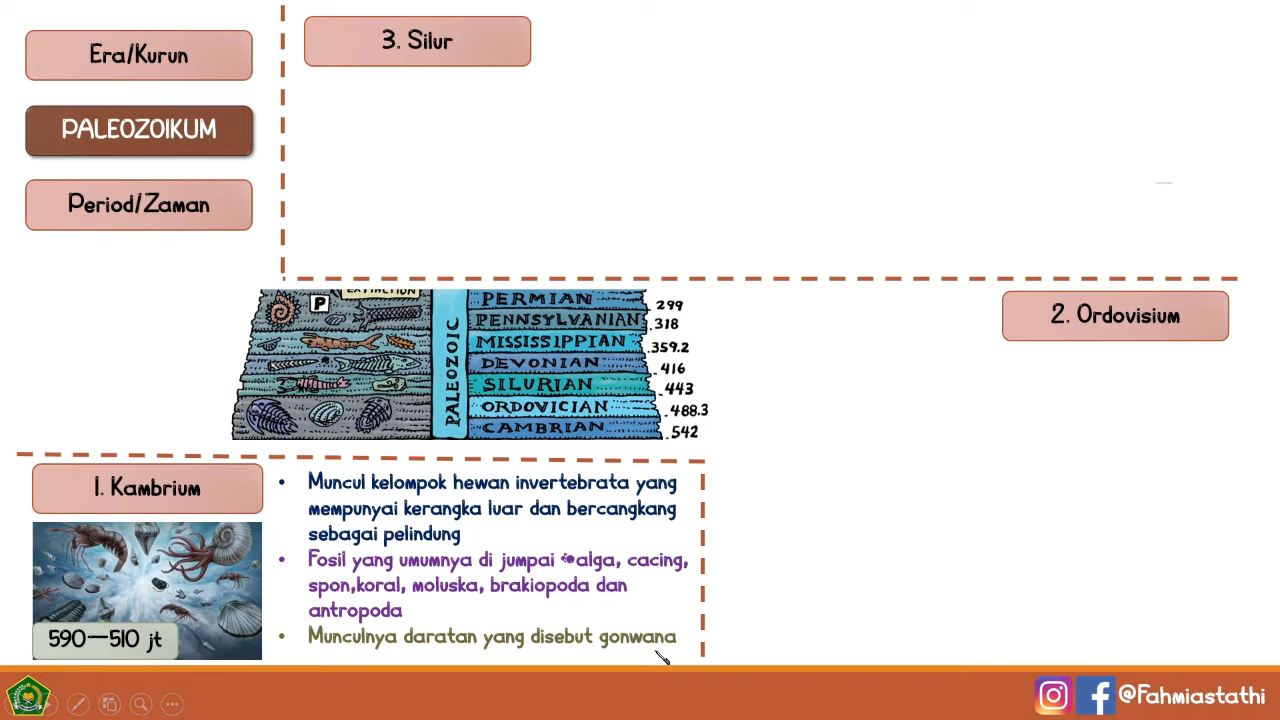 Era/Kurun
PALEOZOIKUM
Period/Zaman
3. Silur
EXTINCTION
P
PALEOZOIC
PERMIAN
299
PENNSYLVANIAN
318
MISSISSIPPIAN
359.2
DEVONIAN
416
SILURIAN
443
ORDOVICIAN
488.3
CAMBRIAN
542
2. Ordovisium
1. Kambrium
590–510 jt
• Muncul kelompok hewan invertebrata yang
mempunyai kerangka luar dan bercangkang
sebagai pelindung
• Fosil yang umumnya di jumpai alga, cacing,
spon,koral, moluska, brakiopoda dan
antropoda
• Munculnya daratan yang disebut gonwana
@Fahmiastathi